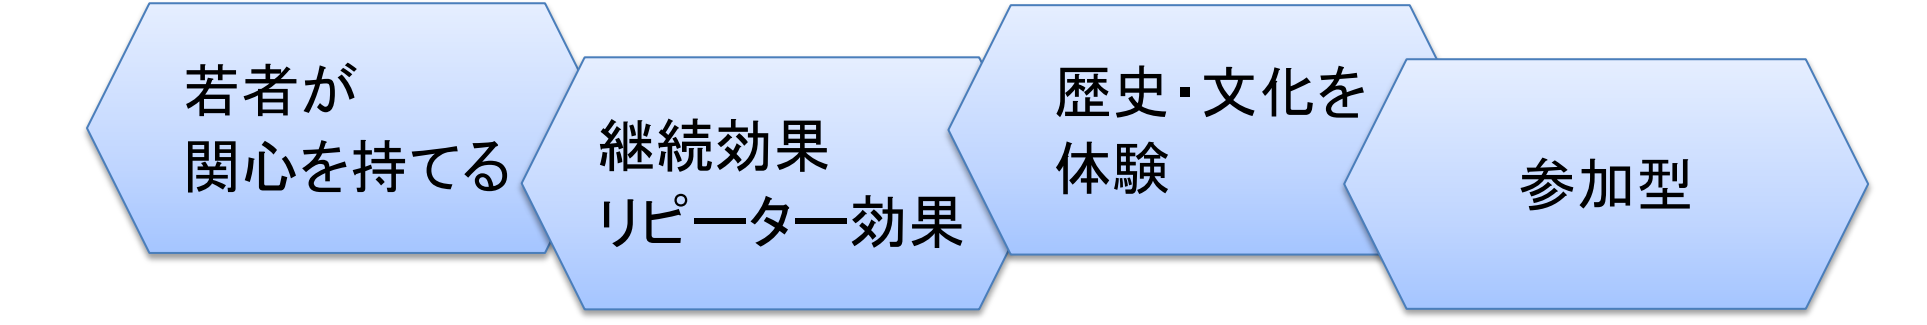 若者が
関心を持てる
継続効果
リピーター効果
歴史・文化を
体験
参加型